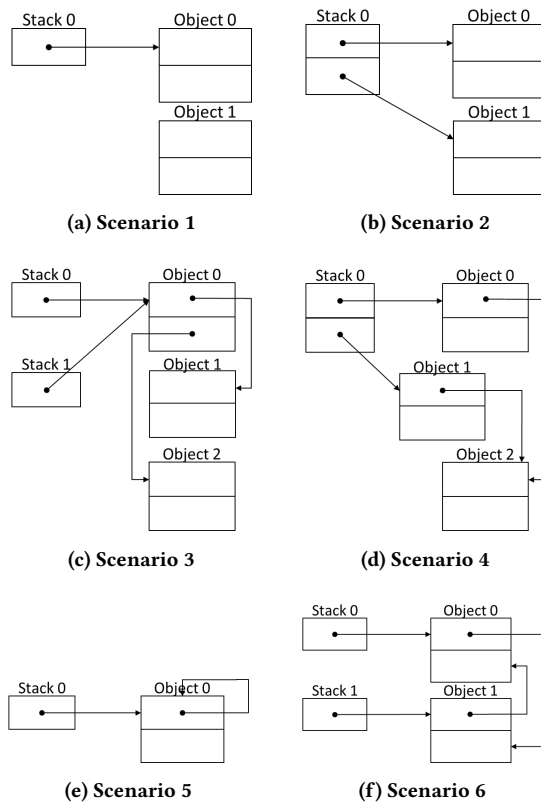 Stack 0
Object 0
Object 1
(a) Scenario 1
Stack 0
Object 0
Object 1
(b) Scenario 2
Stack 0
Object 0
Stack 1
Object 1
Object 2
(c) Scenario 3
Stack 0
Object 0
Object 1
Object 2
(d) Scenario 4
Stack 0
Object 0
(e) Scenario 5
Stack 0
Object 0
Stack 1
Object 1
(f) Scenario 6